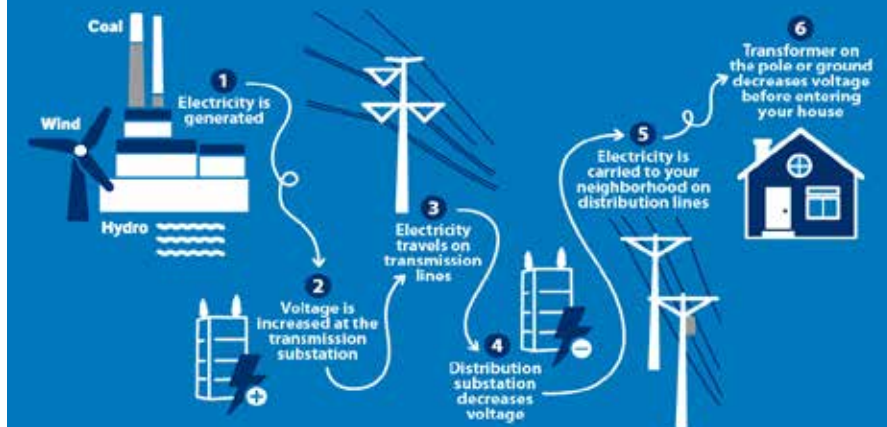 Coal
Wind
Hydro
1
Electricity is
generated
2
Voltage is
increased at the
transmission
substation
3
Electricity
travels on
transmission
lines
4
Distribution
substation
decreases
voltage
5
Electricity is
carried to your
neighborhood on
distribution lines
6
Transformer on
the pole or ground
decreases voltage
before entering
your house